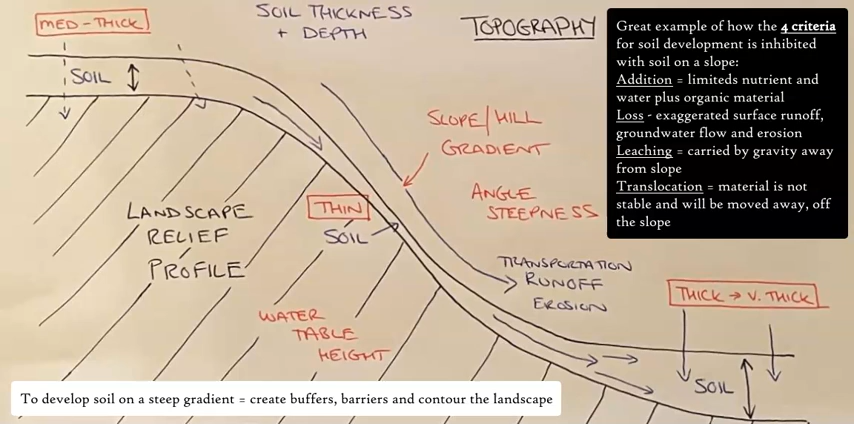 MED-THICK
SOIL THICKNESS
+ DEPTH
TOPOGRAPHY
SOIL
SLOPE/HILL
GRADIENT
ANGLE
STEEPNESS
LANDSCAPE
RELIEF
PROFILE
THIN
SOIL
TRANSPORTATION
RUNOFF
EROSION
WATER
TABLE
HEIGHT
THICK → V. THICK
SOIL
Great example of how the 4 criteria
for soil development is inhibited
with soil on a slope:
Addition = limiteds nutrient and
water plus organic material
Loss - exaggerated surface runoff,
groundwater flow and erosion
Leaching = carried by gravity away
from slope
Translocation = material is not
stable and will be moved away, off
the slope
To develop soil on a steep gradient = create buffers, barriers and contour the landscape